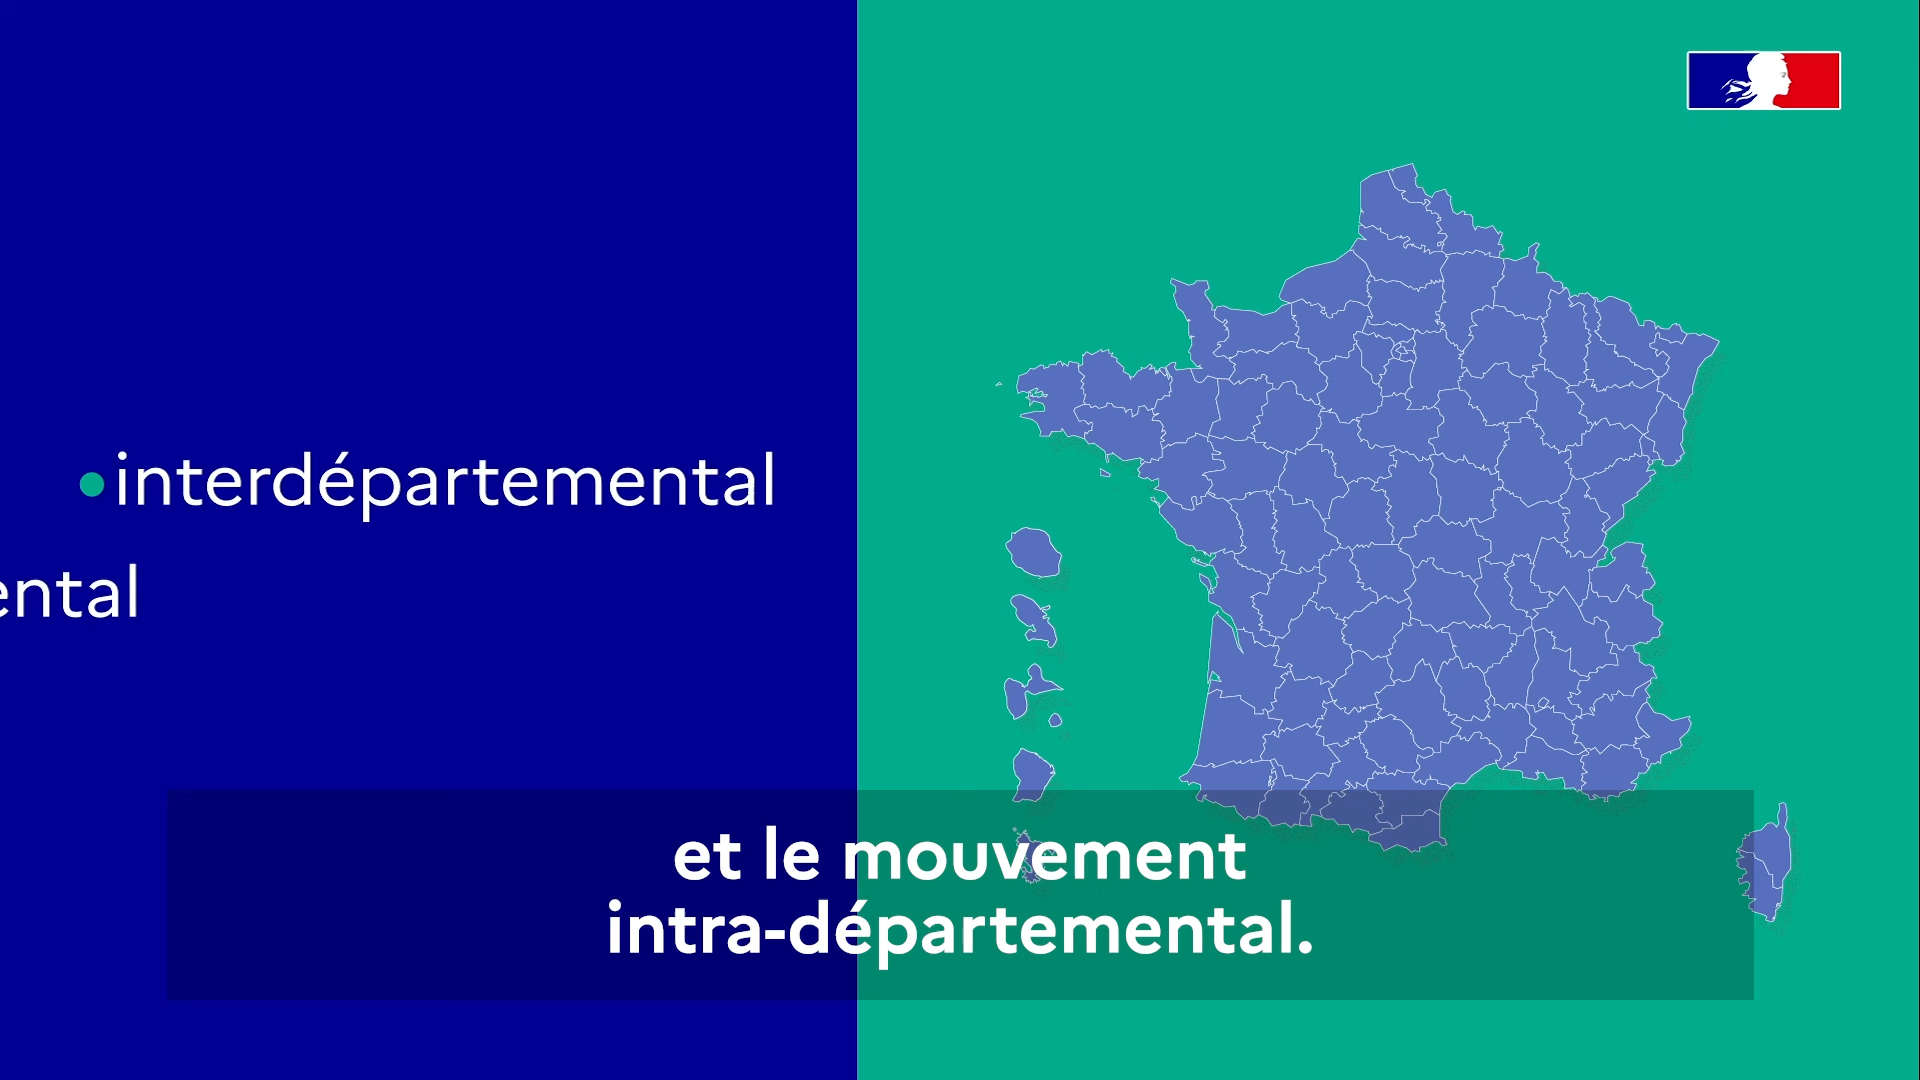 interdépartemental
ental
et le mouvement
intra-départemental.